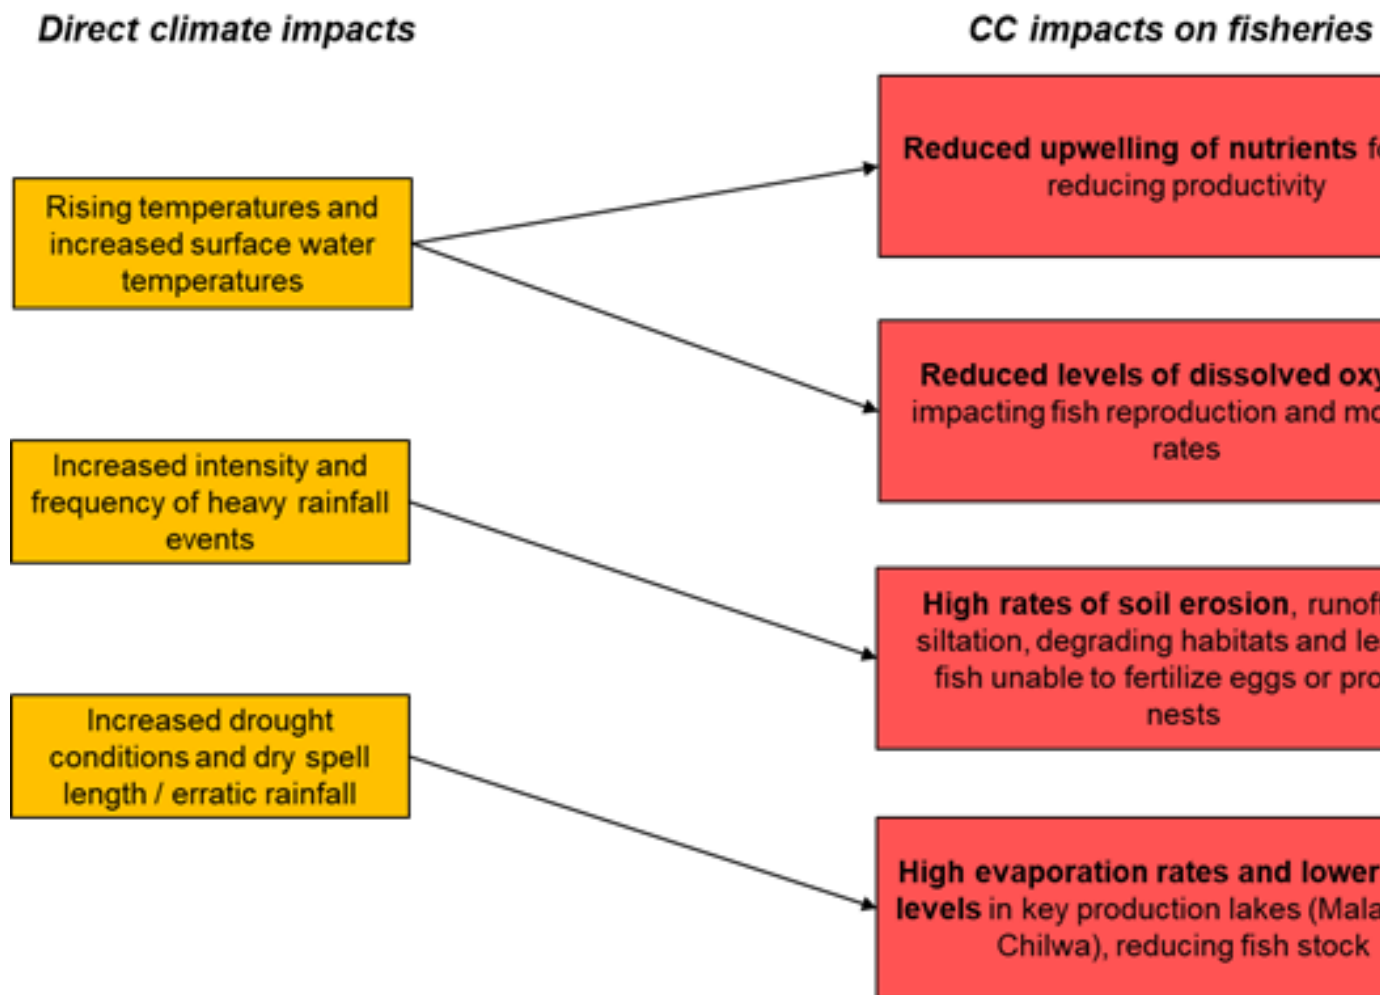 Direct climate impacts
CC impacts on fisheries
Rising temperatures and
increased surface water
temperatures
Increased intensity and
frequency of heavy rainfall
events
Increased drought
conditions and dry spell
length / erratic rainfall
Reduced upwelling of nutrients
reducing productivity
Reduced levels of dissolved
impacting fish reproduction and
rates
High rates of soil erosion, runoff
siltation, degrading habitats and
fish unable to fertilize eggs or
nests
High evaporation rates and lower
levels in key production lakes
Chilwa), reducing fish stock